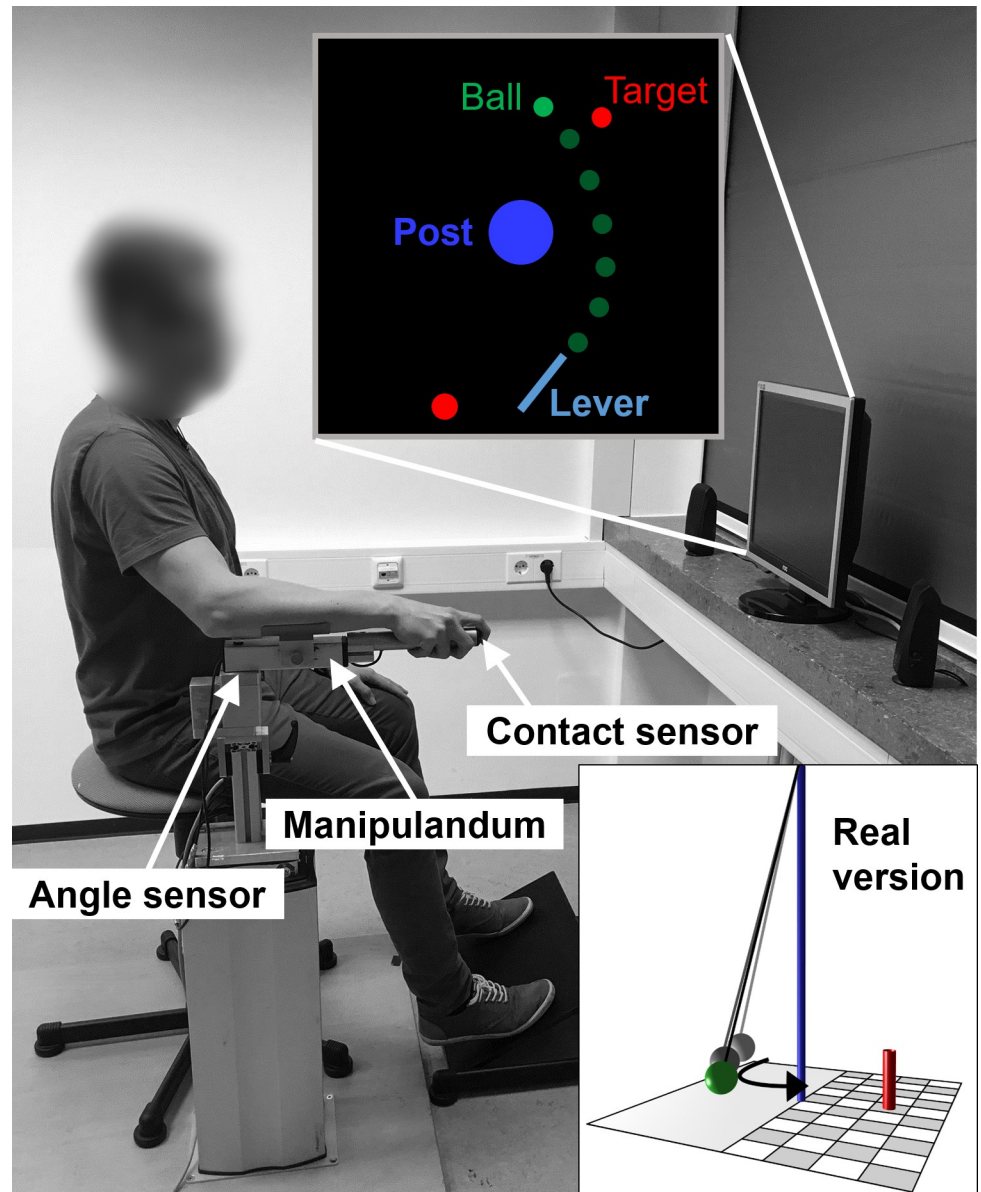 Ball
Target
Post
Lever
Contact sensor
Manipulandum
Angle sensor
Real
version